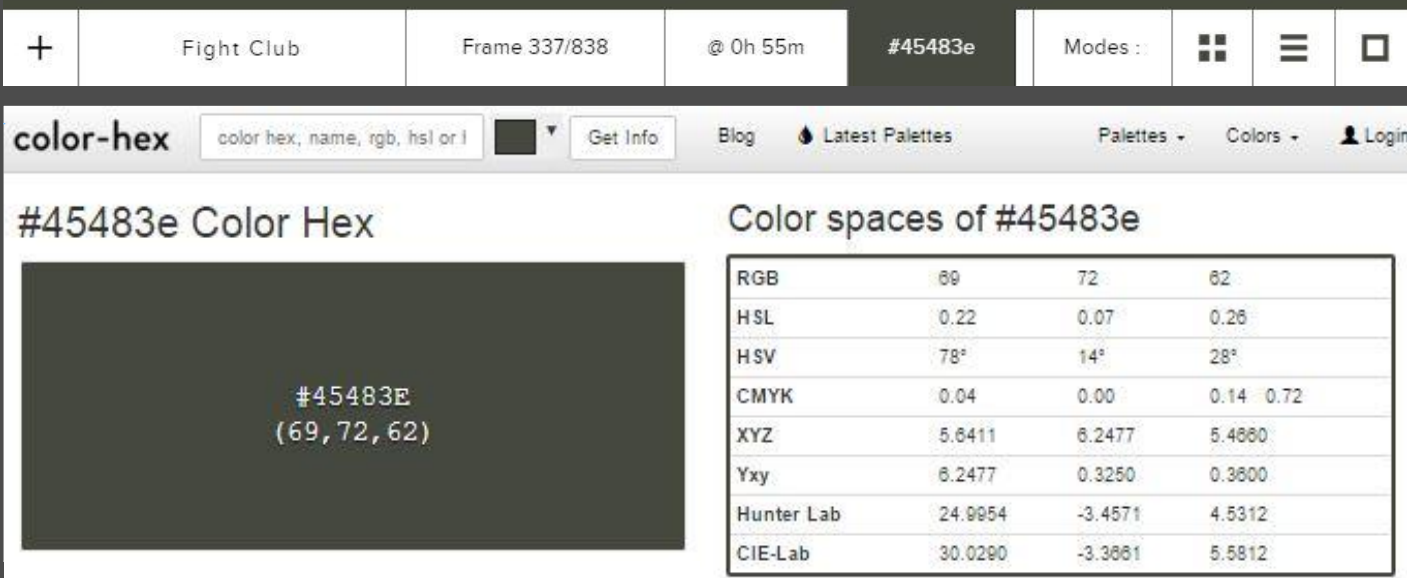 + Fight Club Frame 337/838 @ 0h 55m #45483e Modes :
color-hex color hex, name, rgb, hsl or Get Info Blog Latest Palettes Palettes Colors Login
#45483e Color Hex
Color spaces of #45483e
#45483E
(69,72,62)
RGB 69 72 62
HSL 0.22 0.07 0.26
HSV 78° 14° 28°
CMYK 0.04 0.00 0.14 0.72
XYZ 5.6411 6.2477 5.4660
Yxy 6.2477 0.3250 0.3600
Hunter Lab 24.9954 -3.4571 4.5312
CIE-Lab 30.0290 -3.3661 5.5812